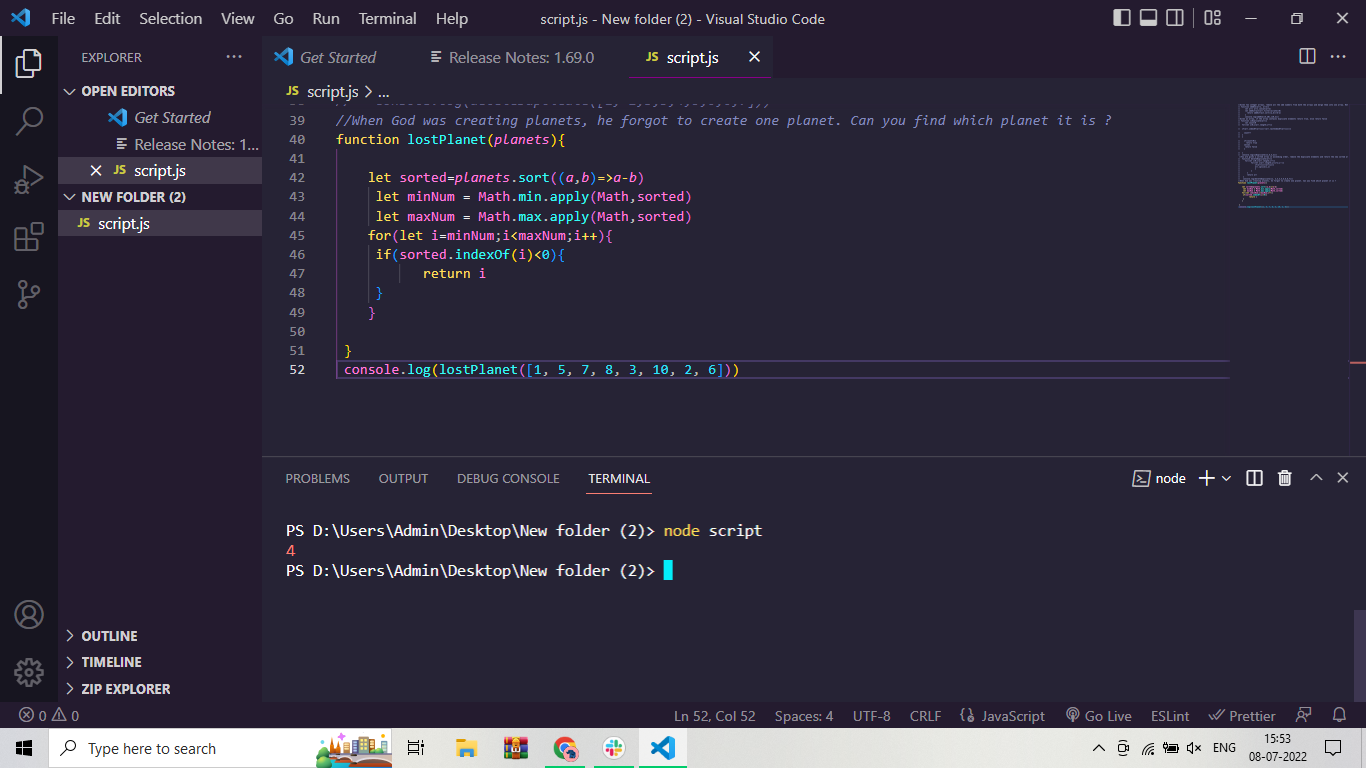 File Edit Selection View Go Run Terminal Help script.js - New folder (2) - Visual Studio Code
EXPLORER ...
OPEN EDITORS
Get Started
Release Notes: 1...
JS script.js
NEW FOLDER (2)
JS script.js
OUTLINE
TIMELINE
ZIP EXPLORER
Get Started Release Notes: 1.69.0 JS script.js
JS script.js > ...
39 //When God was creating planets, he forgot to create one planet. Can you find which planet it is ?
40 function lostPlanet(planets){
41
42 let sorted=planets.sort((a,b)=>a-b)
43 let minNum = Math.min.apply(Math,sorted)
44 let maxNum = Math.max.apply(Math,sorted)
45 for(let i=minNum;i<maxNum;i++){
46 if(sorted.indexOf(i)<0){
47 return i
48 }
49 }
50
51 }
52 console.log(lostPlanet([1, 5, 7, 8, 3, 10, 2, 6]))
PROBLEMS OUTPUT DEBUG CONSOLE TERMINAL node
PS D:\Users\Admin\Desktop\New folder (2)> node script
4
PS D:\Users\Admin\Desktop\New folder (2)>
0 0 Ln 52, Col 52 Spaces: 4 UTF-8 CRLF {} JavaScript Go Live ESLint Prettier
Type here to search ENG 15:53
08-07-2022